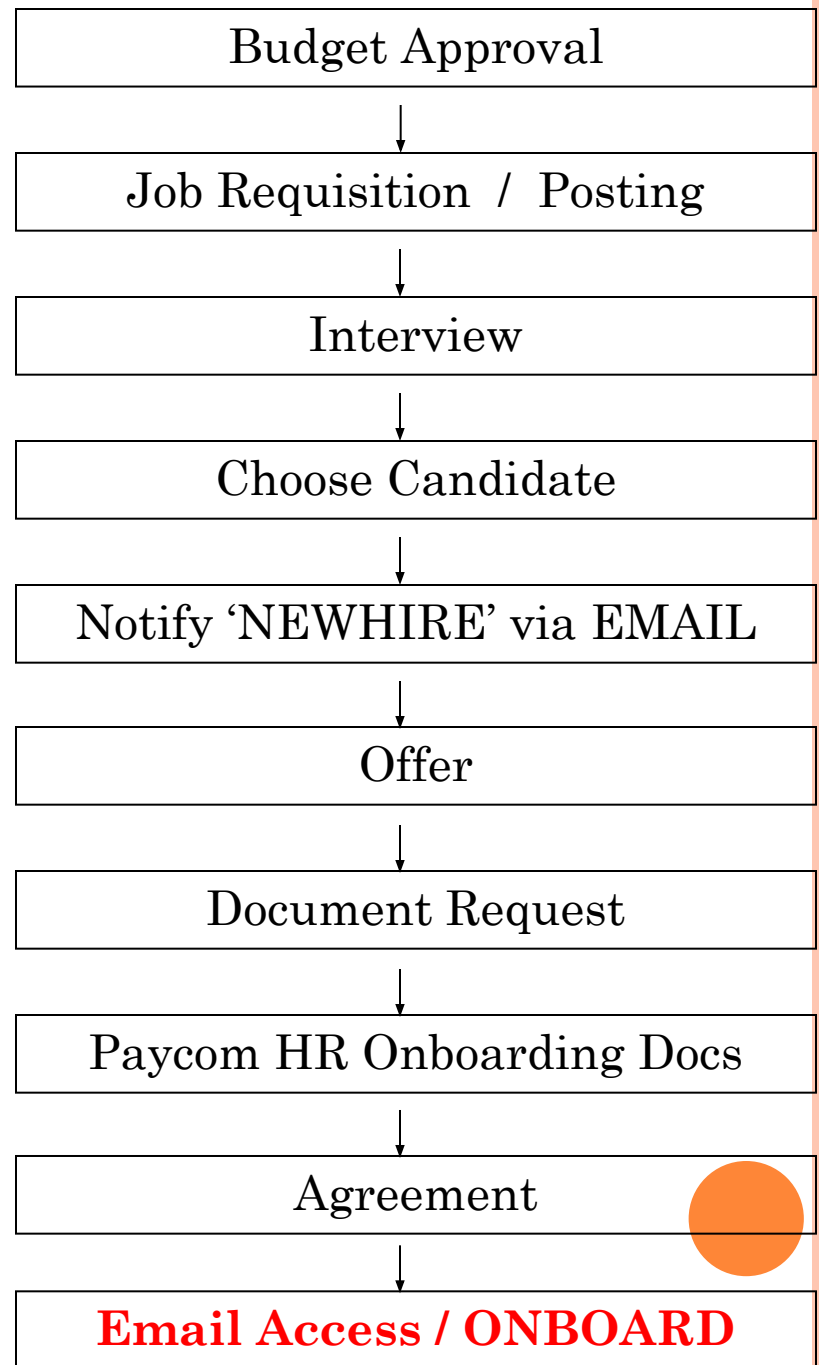 Budget Approval
Job Requisition / Posting
Interview
Choose Candidate
Notify ‘NEWHIRE’ via EMAIL
Offer
Document Request
Paycom HR Onboarding Docs
Agreement
Email Access / ONBOARD